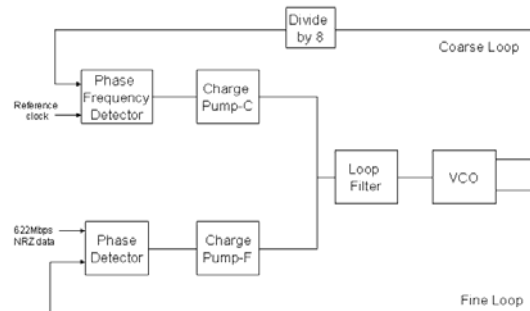 Divide
by 8
Coarse Loop
Phase
Frequency
Detector
Charge
Pump-C
Reference
clock
Loop
Filter
VCO
622Mbps
NRZ data
Phase
Detector
Charge
Pump-F
Fine Loop